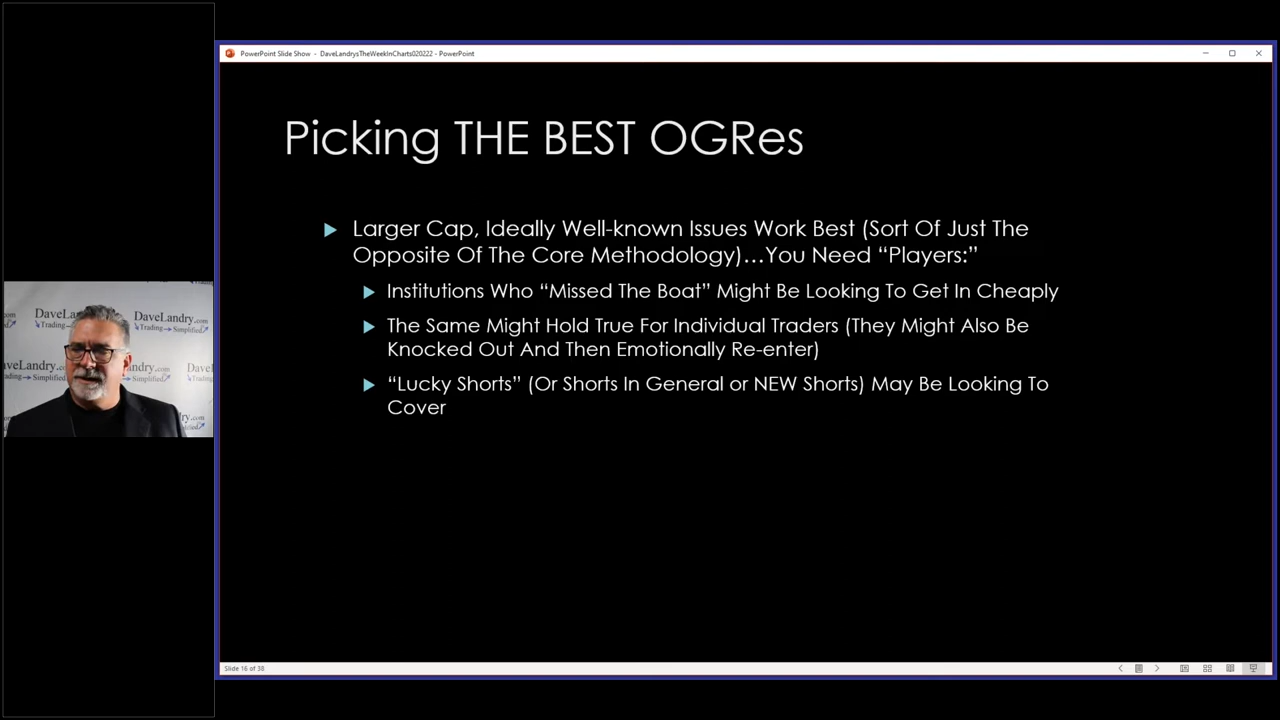 PowerPoint Slide Show - DaveLandrysTheWeekInCharts020222 - PowerPoint
Picking THE BEST OGRes
Larger Cap, Ideally Well-known Issues Work Best (Sort Of Just The
Opposite Of The Core Methodology)…You Need “Players:”
Institutions Who “Missed The Boat” Might Be Looking To Get In Cheaply
The Same Might Hold True For Individual Traders (They Might Also Be
Knocked Out And Then Emotionally Re-enter)
“Lucky Shorts” (Or Shorts In General or NEW Shorts) May Be Looking To
Cover
DaveLandry.com
Trading Simplified
DaveLandry.com
Trading Simplified
Slide 16 of 38